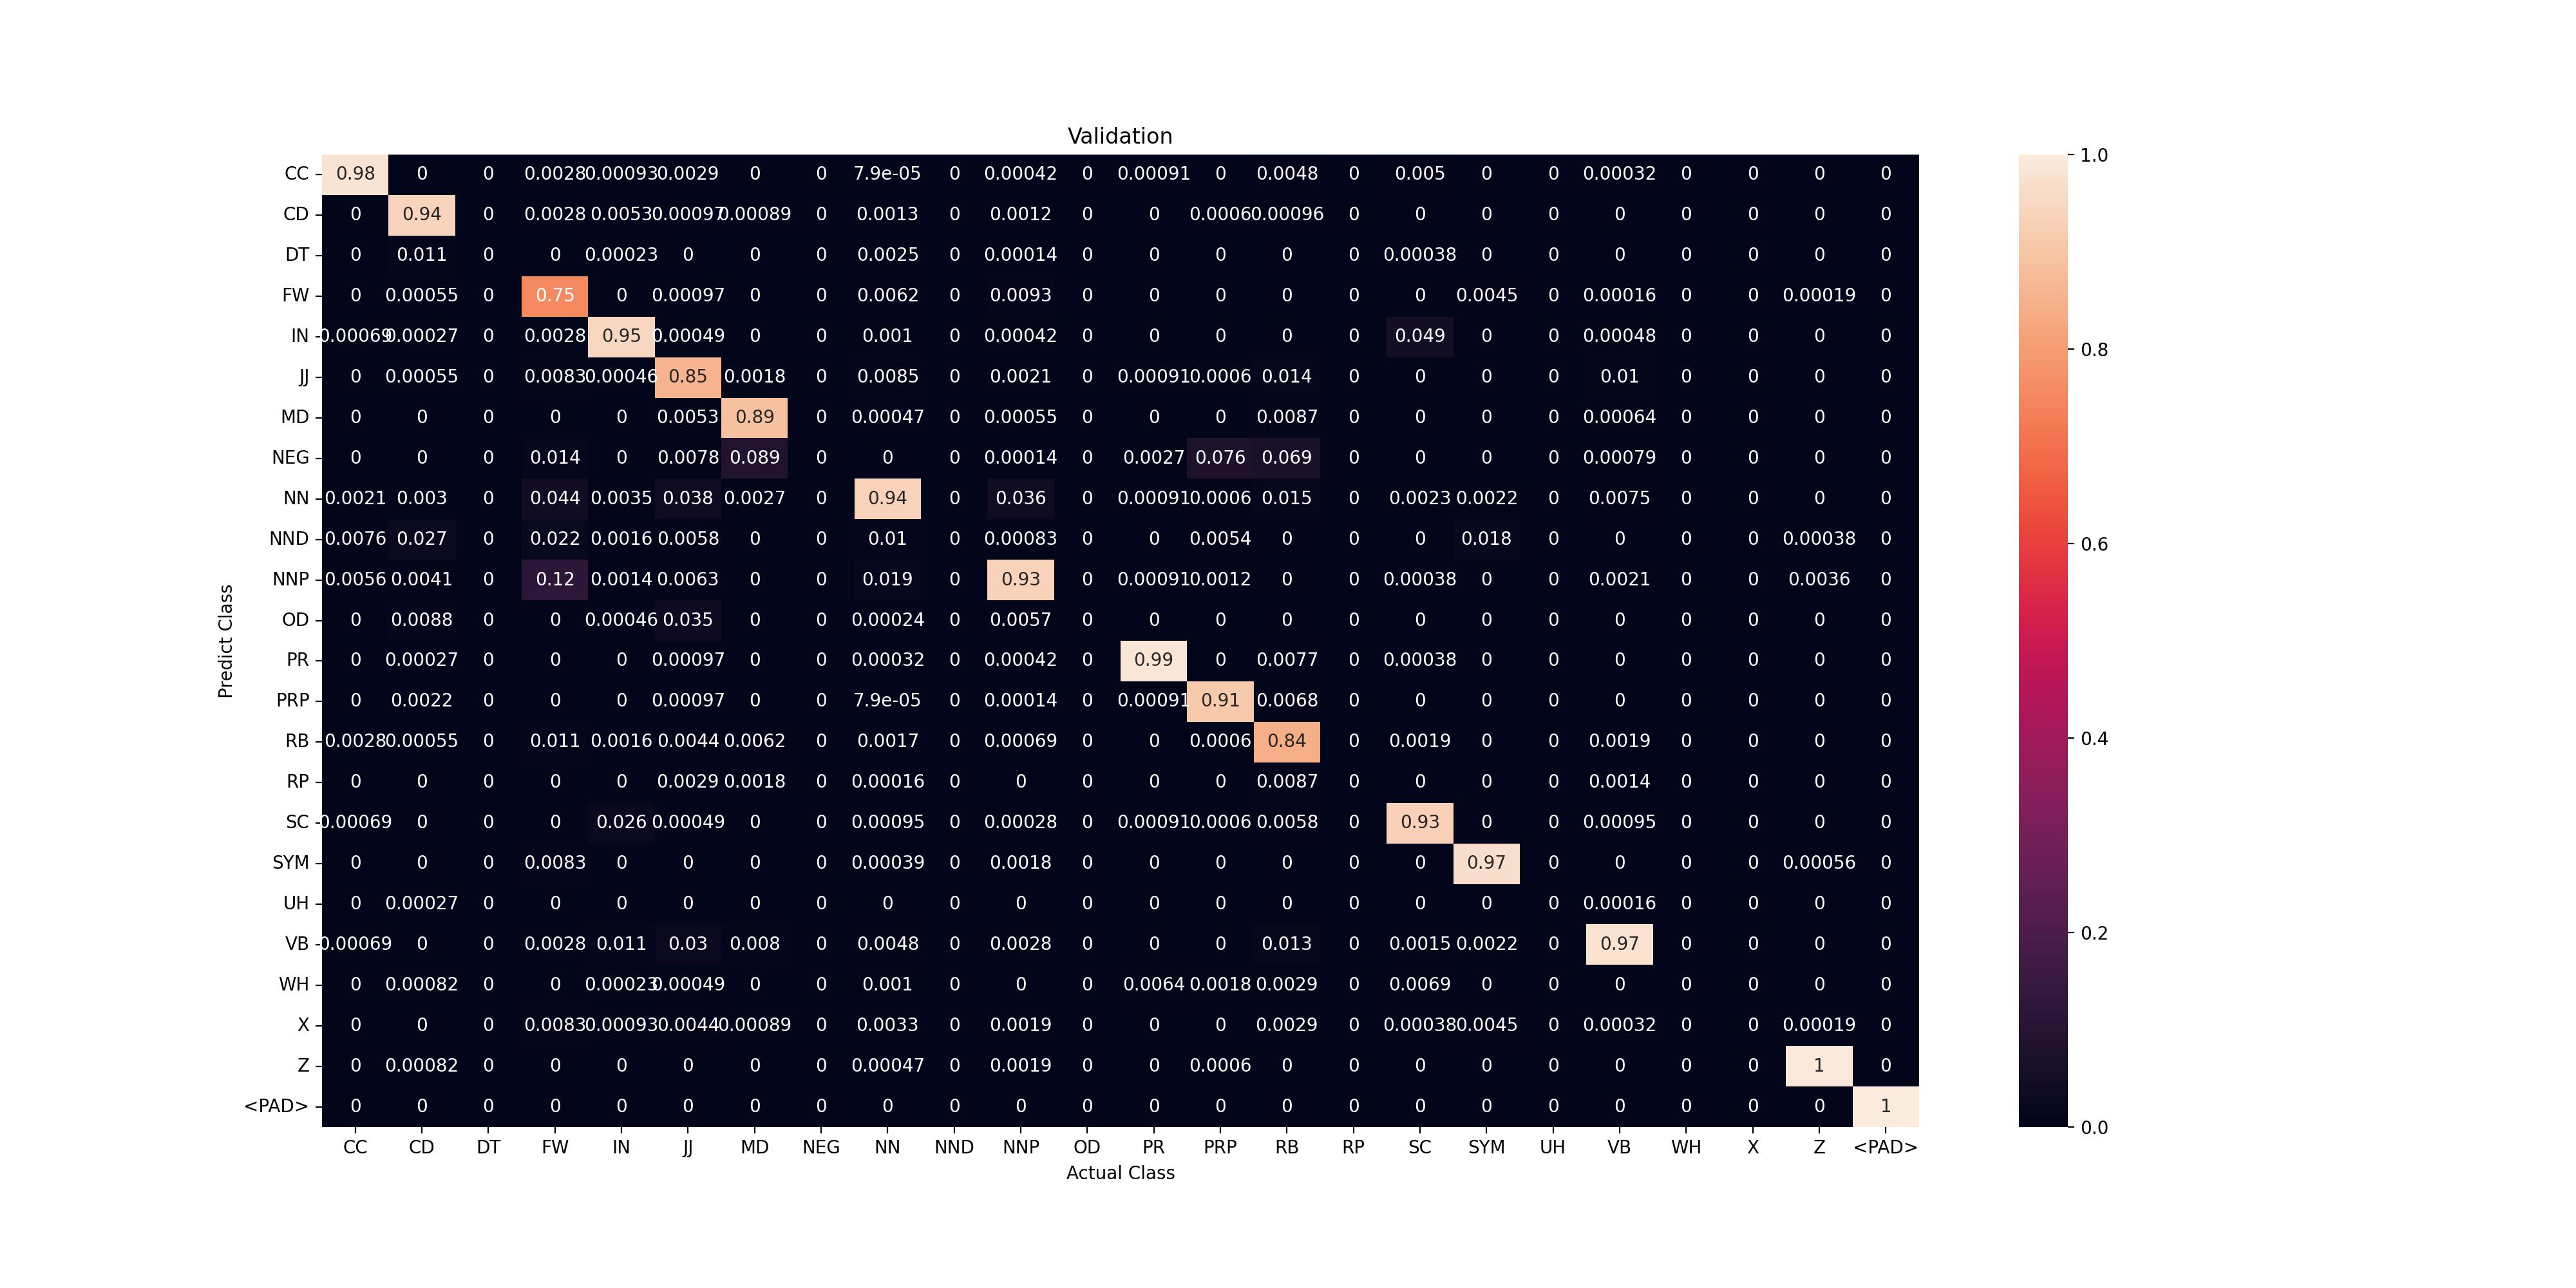 Validation
CC 0.98 0 0 0.0028 0.00093 0.0029 0 0 7.9e-05 0 0.00042 0 0.00091 0 0.0048 0 0.005 0 0 0.00032 0 0 0 0 1.0
CD 0 0.94 0 0.0028 0.0053 0.00097 0.00089 0 0.0013 0 0.0012 0 0 0.0006 0.00096 0 0 0 0 0 0 0 0 0
DT 0 0.011 0 0 0.00023 0 0 0 0.0025 0 0.00014 0 0 0 0 0 0.00038 0 0 0 0 0 0 0
FW 0 0.00055 0 0.75 0 0.00097 0 0 0.0062 0 0.0093 0 0 0 0 0 0 0.0045 0 0.00016 0 0 0.00019 0
IN 0.00069 0.00027 0 0.0028 0.95 0.00049 0 0 0.001 0 0.00042 0 0 0 0 0 0.049 0 0 0.00048 0 0 0 0 0.8
JJ 0 0.00055 0 0.0083 0.00046 0.85 0.0018 0 0.0085 0 0.0021 0 0.00091 0.0006 0.014 0 0 0 0 0.01 0 0 0 0
MD 0 0 0 0 0 0.0053 0.89 0 0.00047 0 0.00055 0 0 0 0.0087 0 0 0 0 0.00064 0 0 0 0
NEG 0 0 0 0.014 0 0.0078 0.089 0 0 0 0.00014 0 0.0027 0.076 0.069 0 0 0 0 0.00079 0 0 0 0
NN 0.0021 0.003 0 0.044 0.0035 0.038 0.0027 0 0.94 0 0.036 0 0.00091 0.0006 0.015 0 0.0023 0.0022 0 0.0075 0 0 0 0
NND 0.0076 0.027 0 0.022 0.0016 0.0058 0 0 0.01 0 0.00083 0 0 0.0054 0 0 0 0.018 0 0 0 0 0.00038 0 0.6
NNP 0.0056 0.0041 0 0.12 0.0014 0.0063 0 0 0.019 0 0.93 0 0.00091 0.0012 0 0 0.00038 0 0 0.0021 0 0 0.0036 0
OD 0 0.0088 0 0 0.00046 0.035 0 0 0.00024 0 0.0057 0 0 0 0 0 0 0 0 0 0 0 0 0
Predict Class
PR 0 0.00027 0 0 0 0.00097 0 0 0.00032 0 0.00042 0 0.99 0 0.0077 0 0.00038 0 0 0 0 0 0 0
PRP 0 0.0022 0 0 0 0.00097 0 0 7.9e-05 0 0.00014 0 0.00091 0.91 0.0068 0 0 0 0 0 0 0 0 0
RB 0.0028 0.00055 0 0.011 0.0016 0.0044 0.0062 0 0.0017 0 0.00069 0 0 0.0006 0.84 0 0.0019 0 0 0.0019 0 0 0 0 0.4
RP 0 0 0 0 0 0.0029 0.0018 0 0.00016 0 0 0 0 0 0.0087 0 0 0 0 0.0014 0 0 0 0
SC 0.00069 0 0 0 0.026 0.00049 0 0 0.00095 0 0.00028 0 0.00091 0.0006 0.0058 0 0.93 0 0 0.00095 0 0 0 0
SYM 0 0 0 0.0083 0 0 0 0 0.00039 0 0.0018 0 0 0 0 0 0 0.97 0 0 0 0 0.00056 0
UH 0 0.00027 0 0 0 0 0 0 0 0 0 0 0 0 0 0 0 0 0 0.00016 0 0 0 0
VB 0.00069 0 0 0.0028 0.011 0.03 0.008 0 0.0048 0 0.0028 0 0 0 0.013 0 0.0015 0.0022 0 0.97 0 0 0 0 0.2
WH 0 0.00082 0 0 0.00023 0.00049 0 0 0.001 0 0 0 0.0064 0.0018 0.0029 0 0.0069 0 0 0 0 0 0 0
X 0 0 0 0.0083 0.00093 0.0044 0.00089 0 0.0033 0 0.0019 0 0 0 0.0029 0 0.00038 0.0045 0 0.00032 0 0 0.00019 0
Z 0 0.00082 0 0 0 0 0 0 0.00047 0 0.0019 0 0 0.0006 0 0 0 0 0 0 0 0 1 0
<PAD> 0 0 0 0 0 0 0 0 0 0 0 0 0 0 0 0 0 0 0 0 0 0 0 1 0.0
CC CD DT FW IN JJ MD NEG NN NND NNP OD PR PRP RB RP SC SYM UH VB WH X Z <PAD>
Actual Class